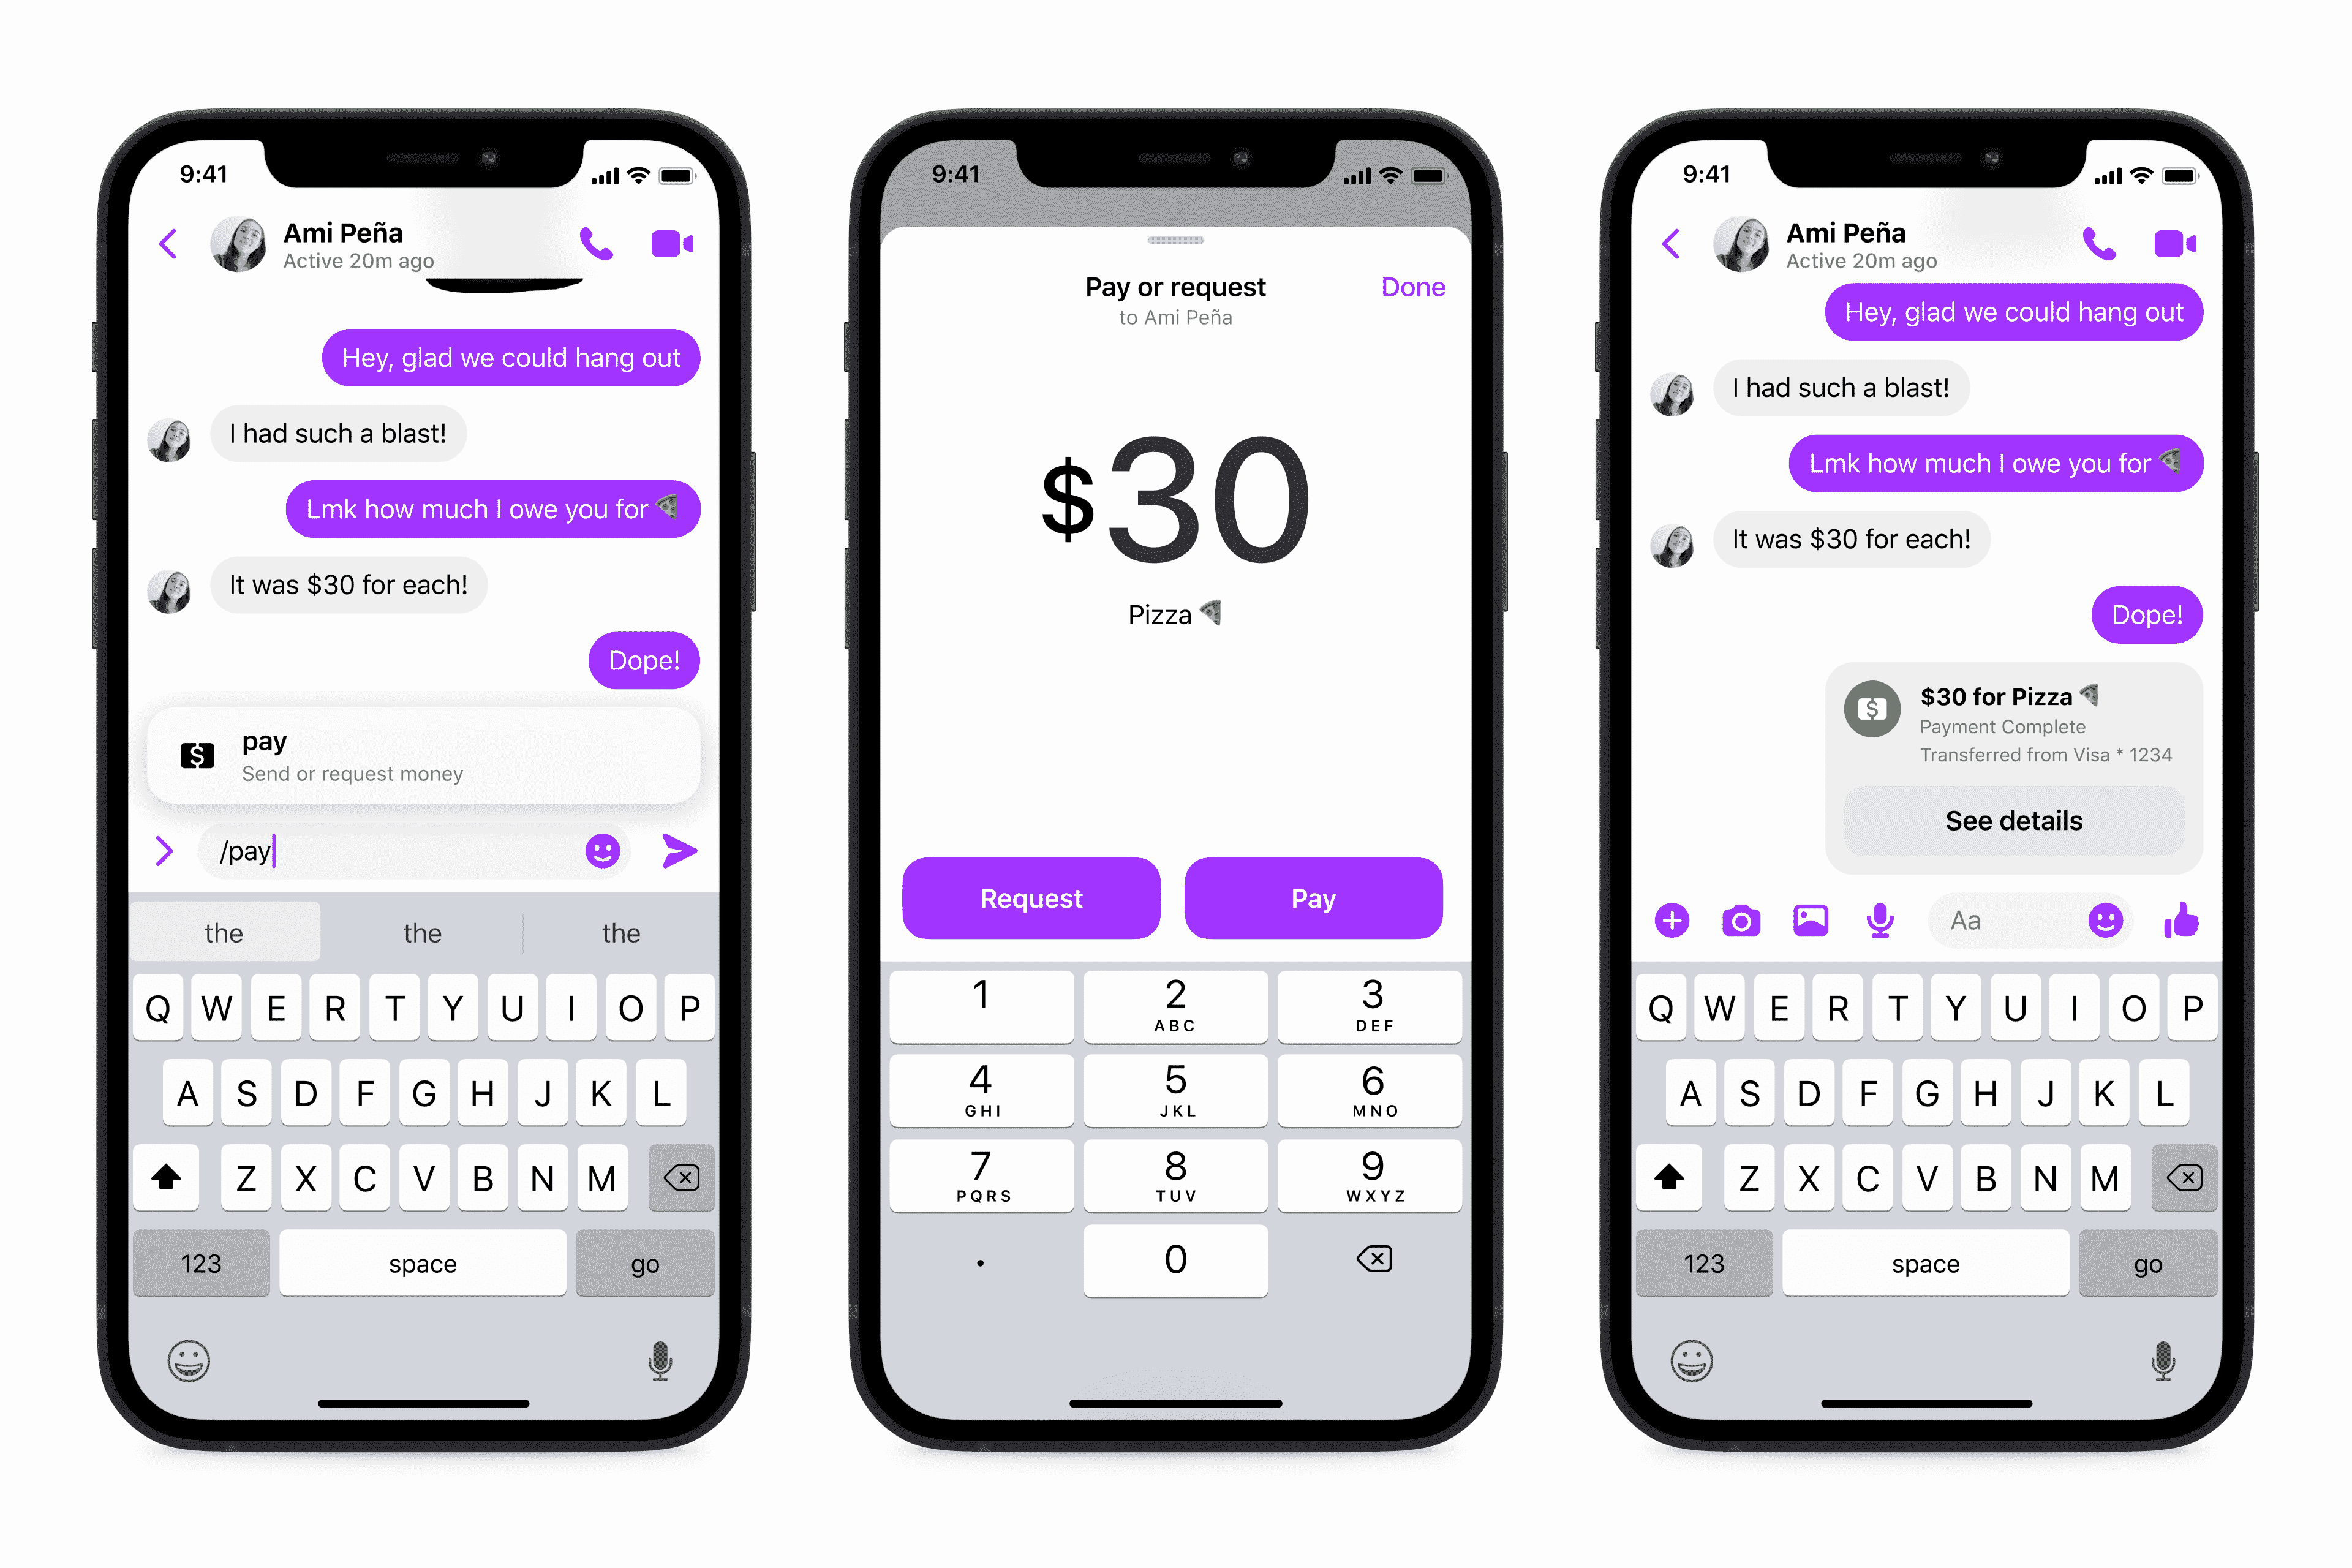 9:41
Ami Peña
Active 20m ago
Hey, glad we could hang out
I had such a blast!
Lmk how much I owe you for 🍕
It was $30 for each!
Dope!
pay
Send or request money
/pay
the the the
Q W E R T Y U I O P
A S D F G H J K L
Z X C V B N M
123 space go
9:41
Pay or request
Done
to Ami Peña
$30
Pizza 🍕
Request Pay
1 2 3
ABC DEF
4 5 6
GHI JKL MNO
7 8 9
PQRS TUV WXYZ
. 0
9:41
Ami Peña
Active 20m ago
Hey, glad we could hang out
I had such a blast!
Lmk how much I owe you for 🍕
It was $30 for each!
Dope!
$30 for Pizza 🍕
Payment Complete
Transferred from Visa * 1234
See details
Aa
Q W E R T Y U I O P
A S D F G H J K L
Z X C V B N M
123 space go